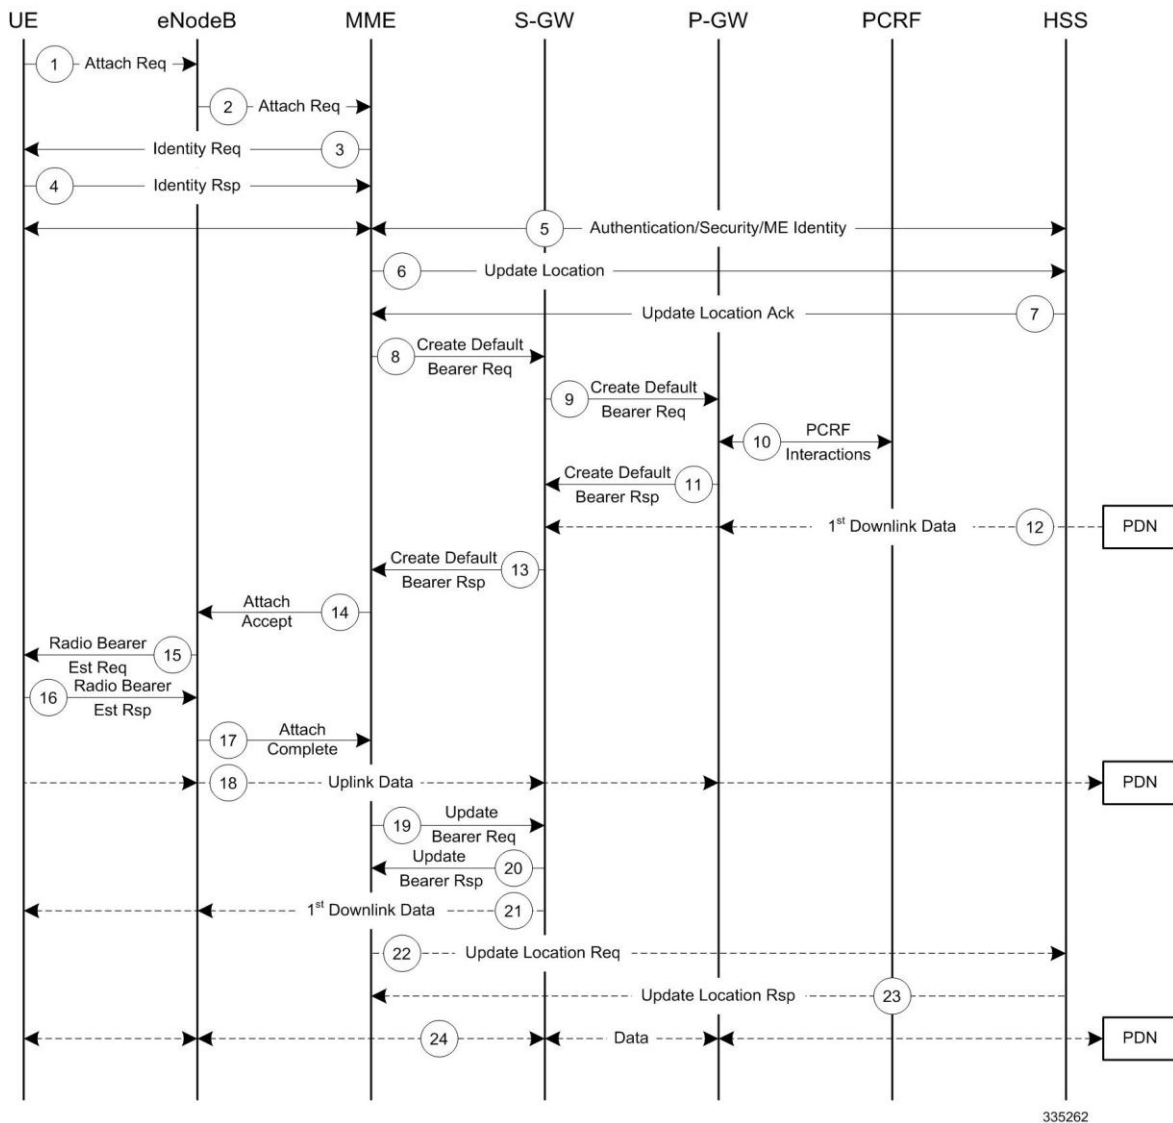 UE eNodeB MME S-GW P-GW PCRF HSS
1 Attach Req
2 Attach Req
Identity Req 3
4 Identity Rsp
5 Authentication/Security/ME Identity
6 Update Location
Update Location Ack 7
8 Create Default
Bearer Req
9 Create Default
Bearer Req
10 PCRF
Interactions
Create Default 11
Bearer Rsp
1st Downlink Data 12 PDN
Create Default 13
Bearer Rsp
Attach 14
Accept
Radio Bearer 15
Est Req
16 Radio Bearer
Est Rsp
17 Attach
Complete
18 Uplink Data PDN
19 Update
Bearer Req
Update 20
Bearer Rsp
1st Downlink Data 21
22 Update Location Req
Update Location Rsp 23
24 Data PDN
335262